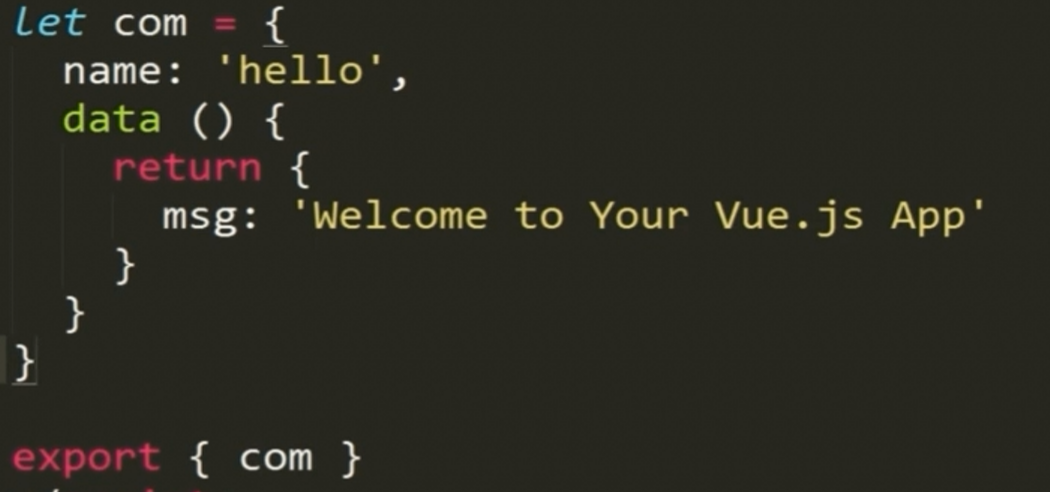 let com = {
  name: 'hello',
  data () {
    return {
      msg: 'Welcome to Your Vue.js App'
    }
  }
}
export { com }